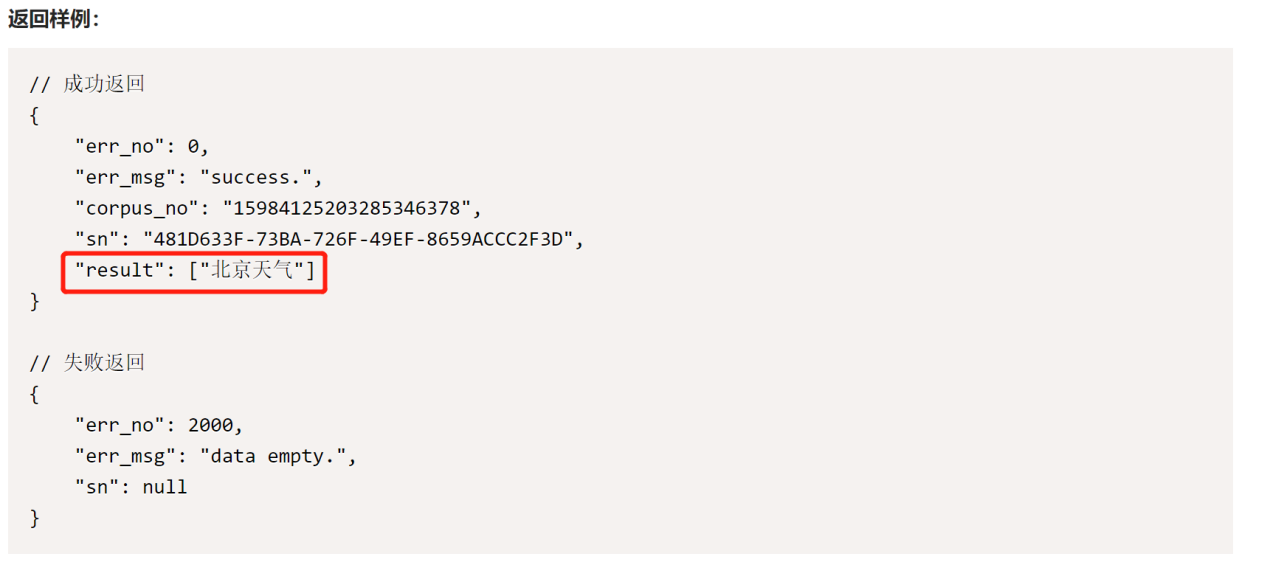 返回样例：
// 成功返回
{
    "err_no": 0,
    "err_msg": "success.",
    "corpus_no": "15984125203285346378",
    "sn": "481D633F-73BA-726F-49EF-8659ACCC2F3D",
    "result": ["北京天气"]
}
// 失败返回
{
    "err_no": 2000,
    "err_msg": "data empty.",
    "sn": null
}